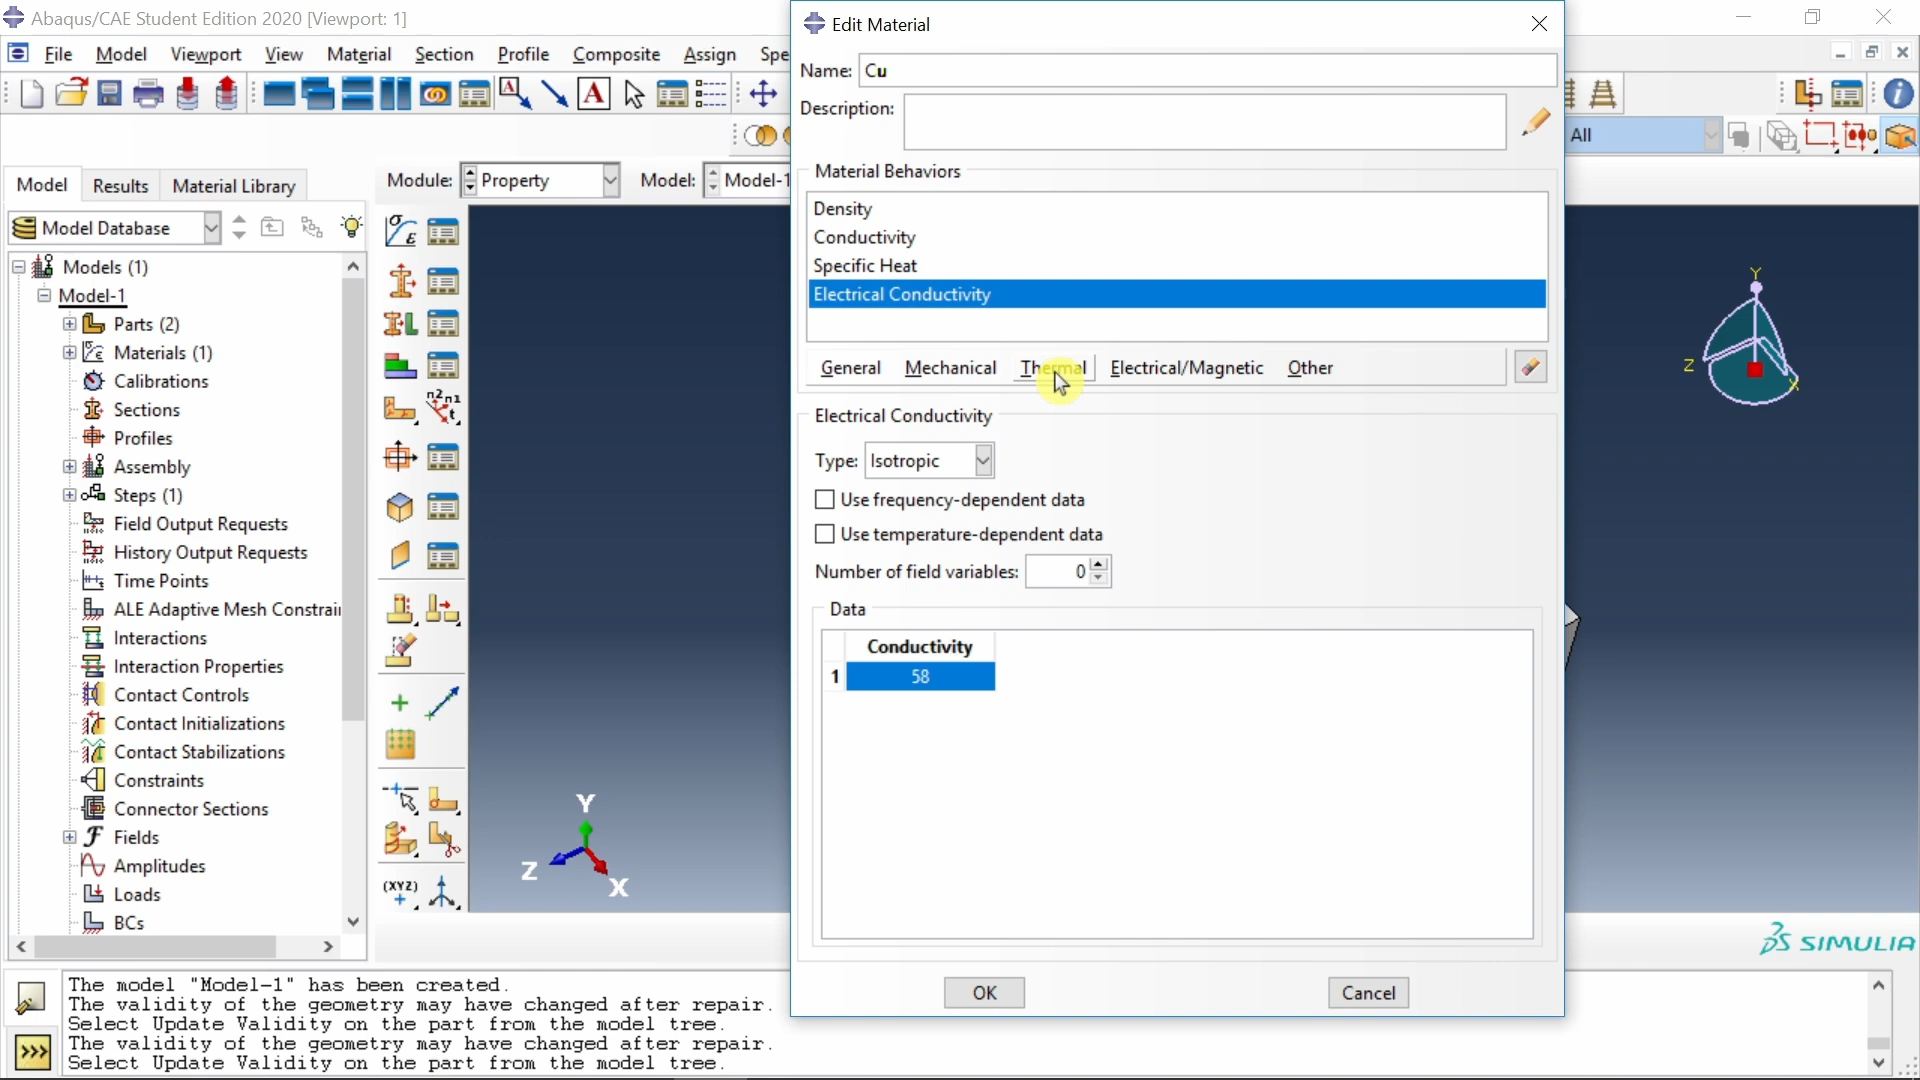 Abaqus/CAE Student Edition 2020 [Viewport: 1]
File Model Viewport View Material Section Profile Composite Assign Spe
Model Results Material Library
Module: Property Model: Model-1
Model Database
Models (1)
Model-1
Parts (2)
Materials (1)
Calibrations
Sections
Profiles
Assembly
Steps (1)
Field Output Requests
History Output Requests
Time Points
ALE Adaptive Mesh Constrai
Interactions
Interaction Properties
Contact Controls
Contact Initializations
Contact Stabilizations
Constraints
Connector Sections
Fields
Amplitudes
Loads
BCs
(XYZ)
Y
Z
X
Edit Material
Name: Cu
Description:
Material Behaviors
Density
Conductivity
Specific Heat
Electrical Conductivity
General Mechanical Thermal Electrical/Magnetic Other
Electrical Conductivity
Type: Isotropic
Use frequency-dependent data
Use temperature-dependent data
Number of field variables: 0
Data
Conductivity
1 58
OK Cancel
All
Y
Z
X
SIMULIA
The model "Model-1" has been created.
The validity of the geometry may have changed after repair.
Select Update Validity on the part from the model tree.
The validity of the geometry may have changed after repair.
Select Update Validity on the part from the model tree.